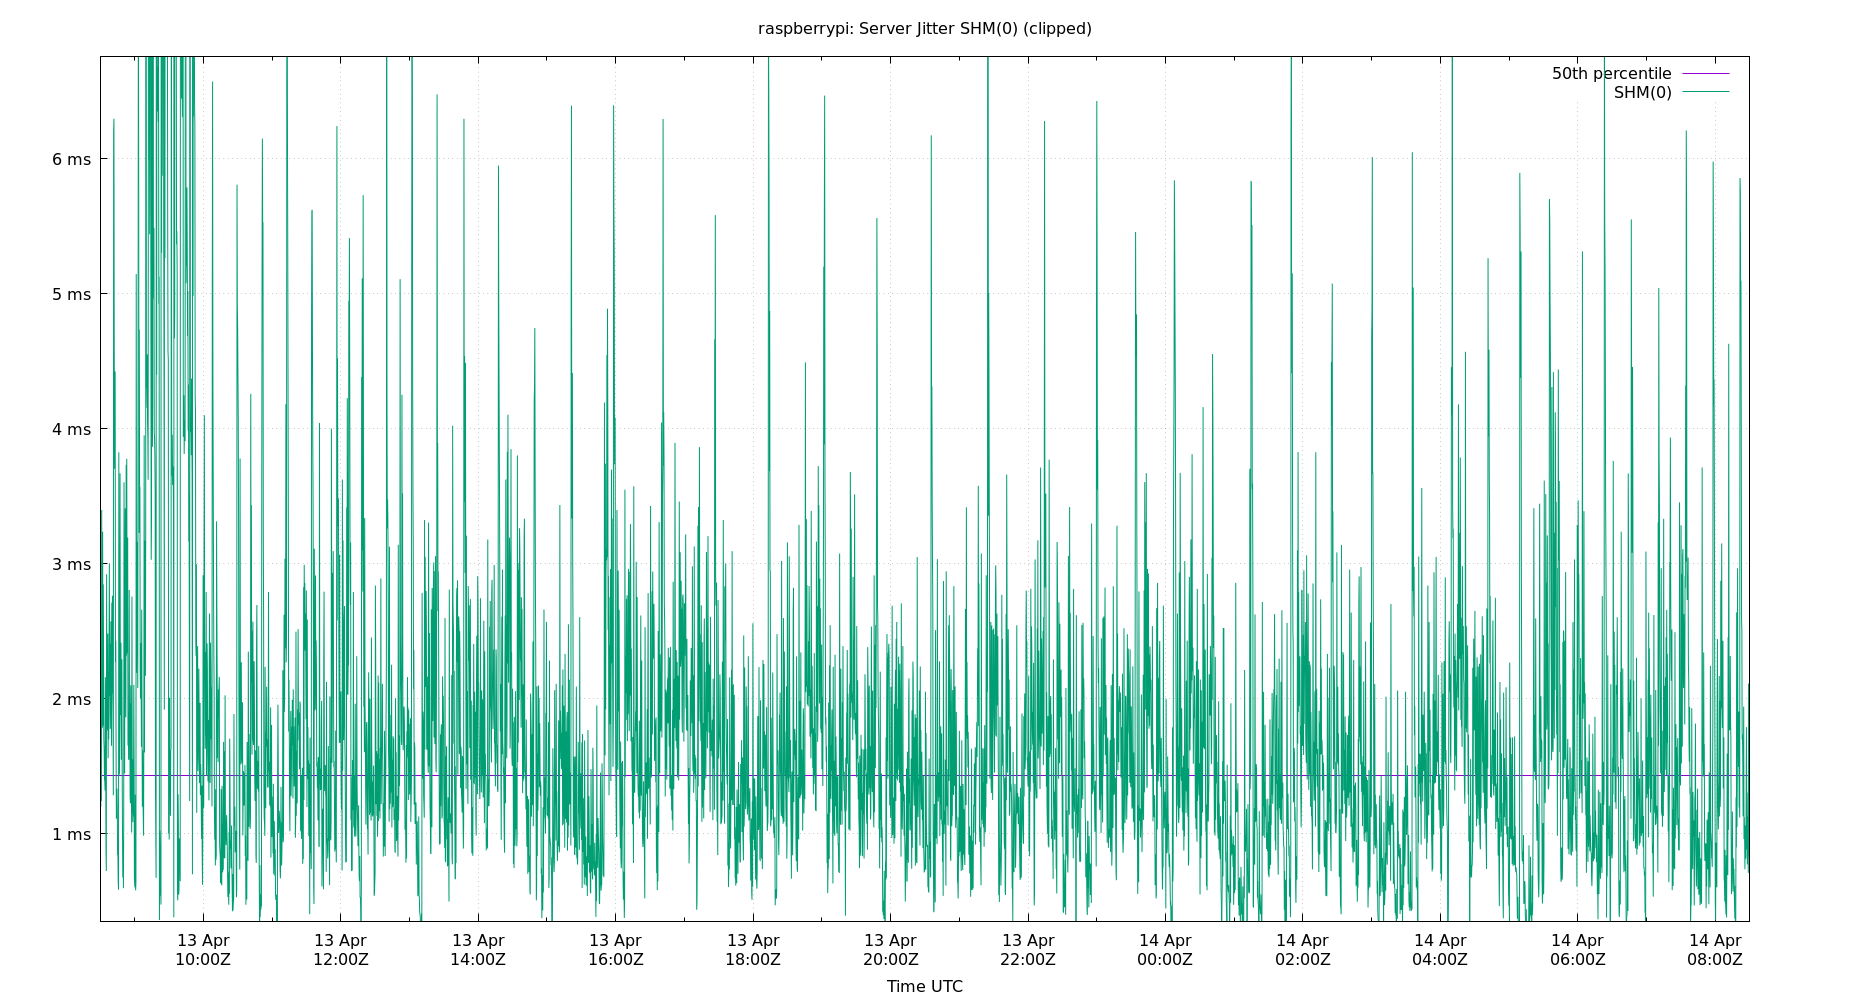 raspberrypi: Server Jitter SHM(0) (clipped)
50th percentile
SHM(0)
6 ms
5 ms
4 ms
3 ms
2 ms
1 ms
13 Apr 13 Apr 13 Apr 13 Apr 13 Apr 13 Apr 13 Apr 14 Apr 14 Apr 14 Apr 14 Apr 14 Apr
10:00Z 12:00Z 14:00Z 16:00Z 18:00Z 20:00Z 22:00Z 00:00Z 02:00Z 04:00Z 06:00Z 08:00Z
Time UTC